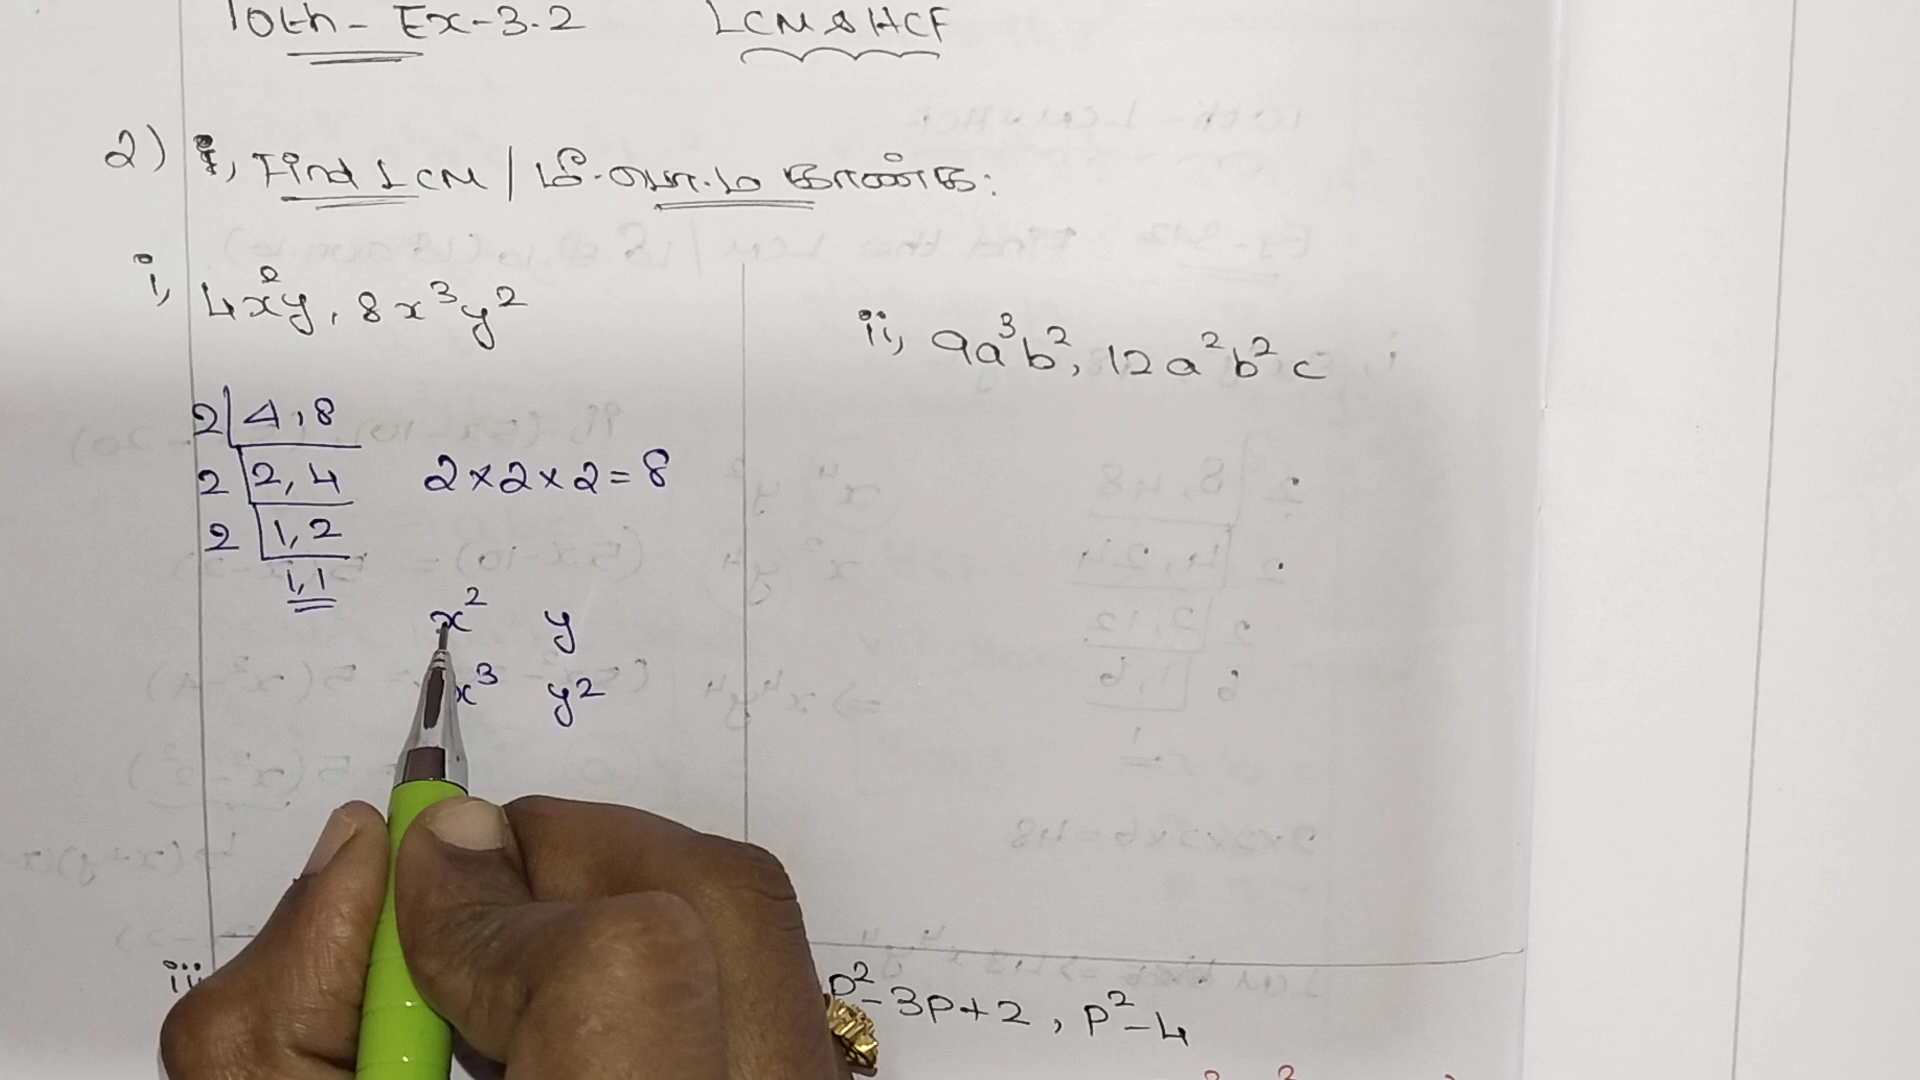 10th - Ex-3.2 LCM & HCF
2) i, Find LCM / மீ.பொ.ம காண்க:
i, 4x²y, 8x³y²
ii, 9a³b², 12a²b²c
2 4, 8
2 2, 4 2×2×2=8
2 1, 2
1, 1
x² y
x³ y²
iii
p²-3p+2, p²-4